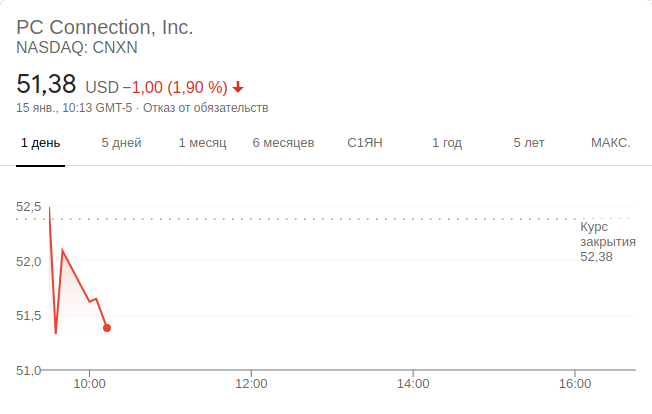 PC Connection, Inc.
NASDAQ: CNXN
51,38 USD −1,00 (1,90 %)
15 янв., 10:13 GMT-5 · Отказ от обязательств
1 день 5 дней 1 месяц 6 месяцев С1ЯН 1 год 5 лет МАКС.
52,5
Курс
закрытия
52,38
52,0
51,5
51,0
10:00 12:00 14:00 16:00